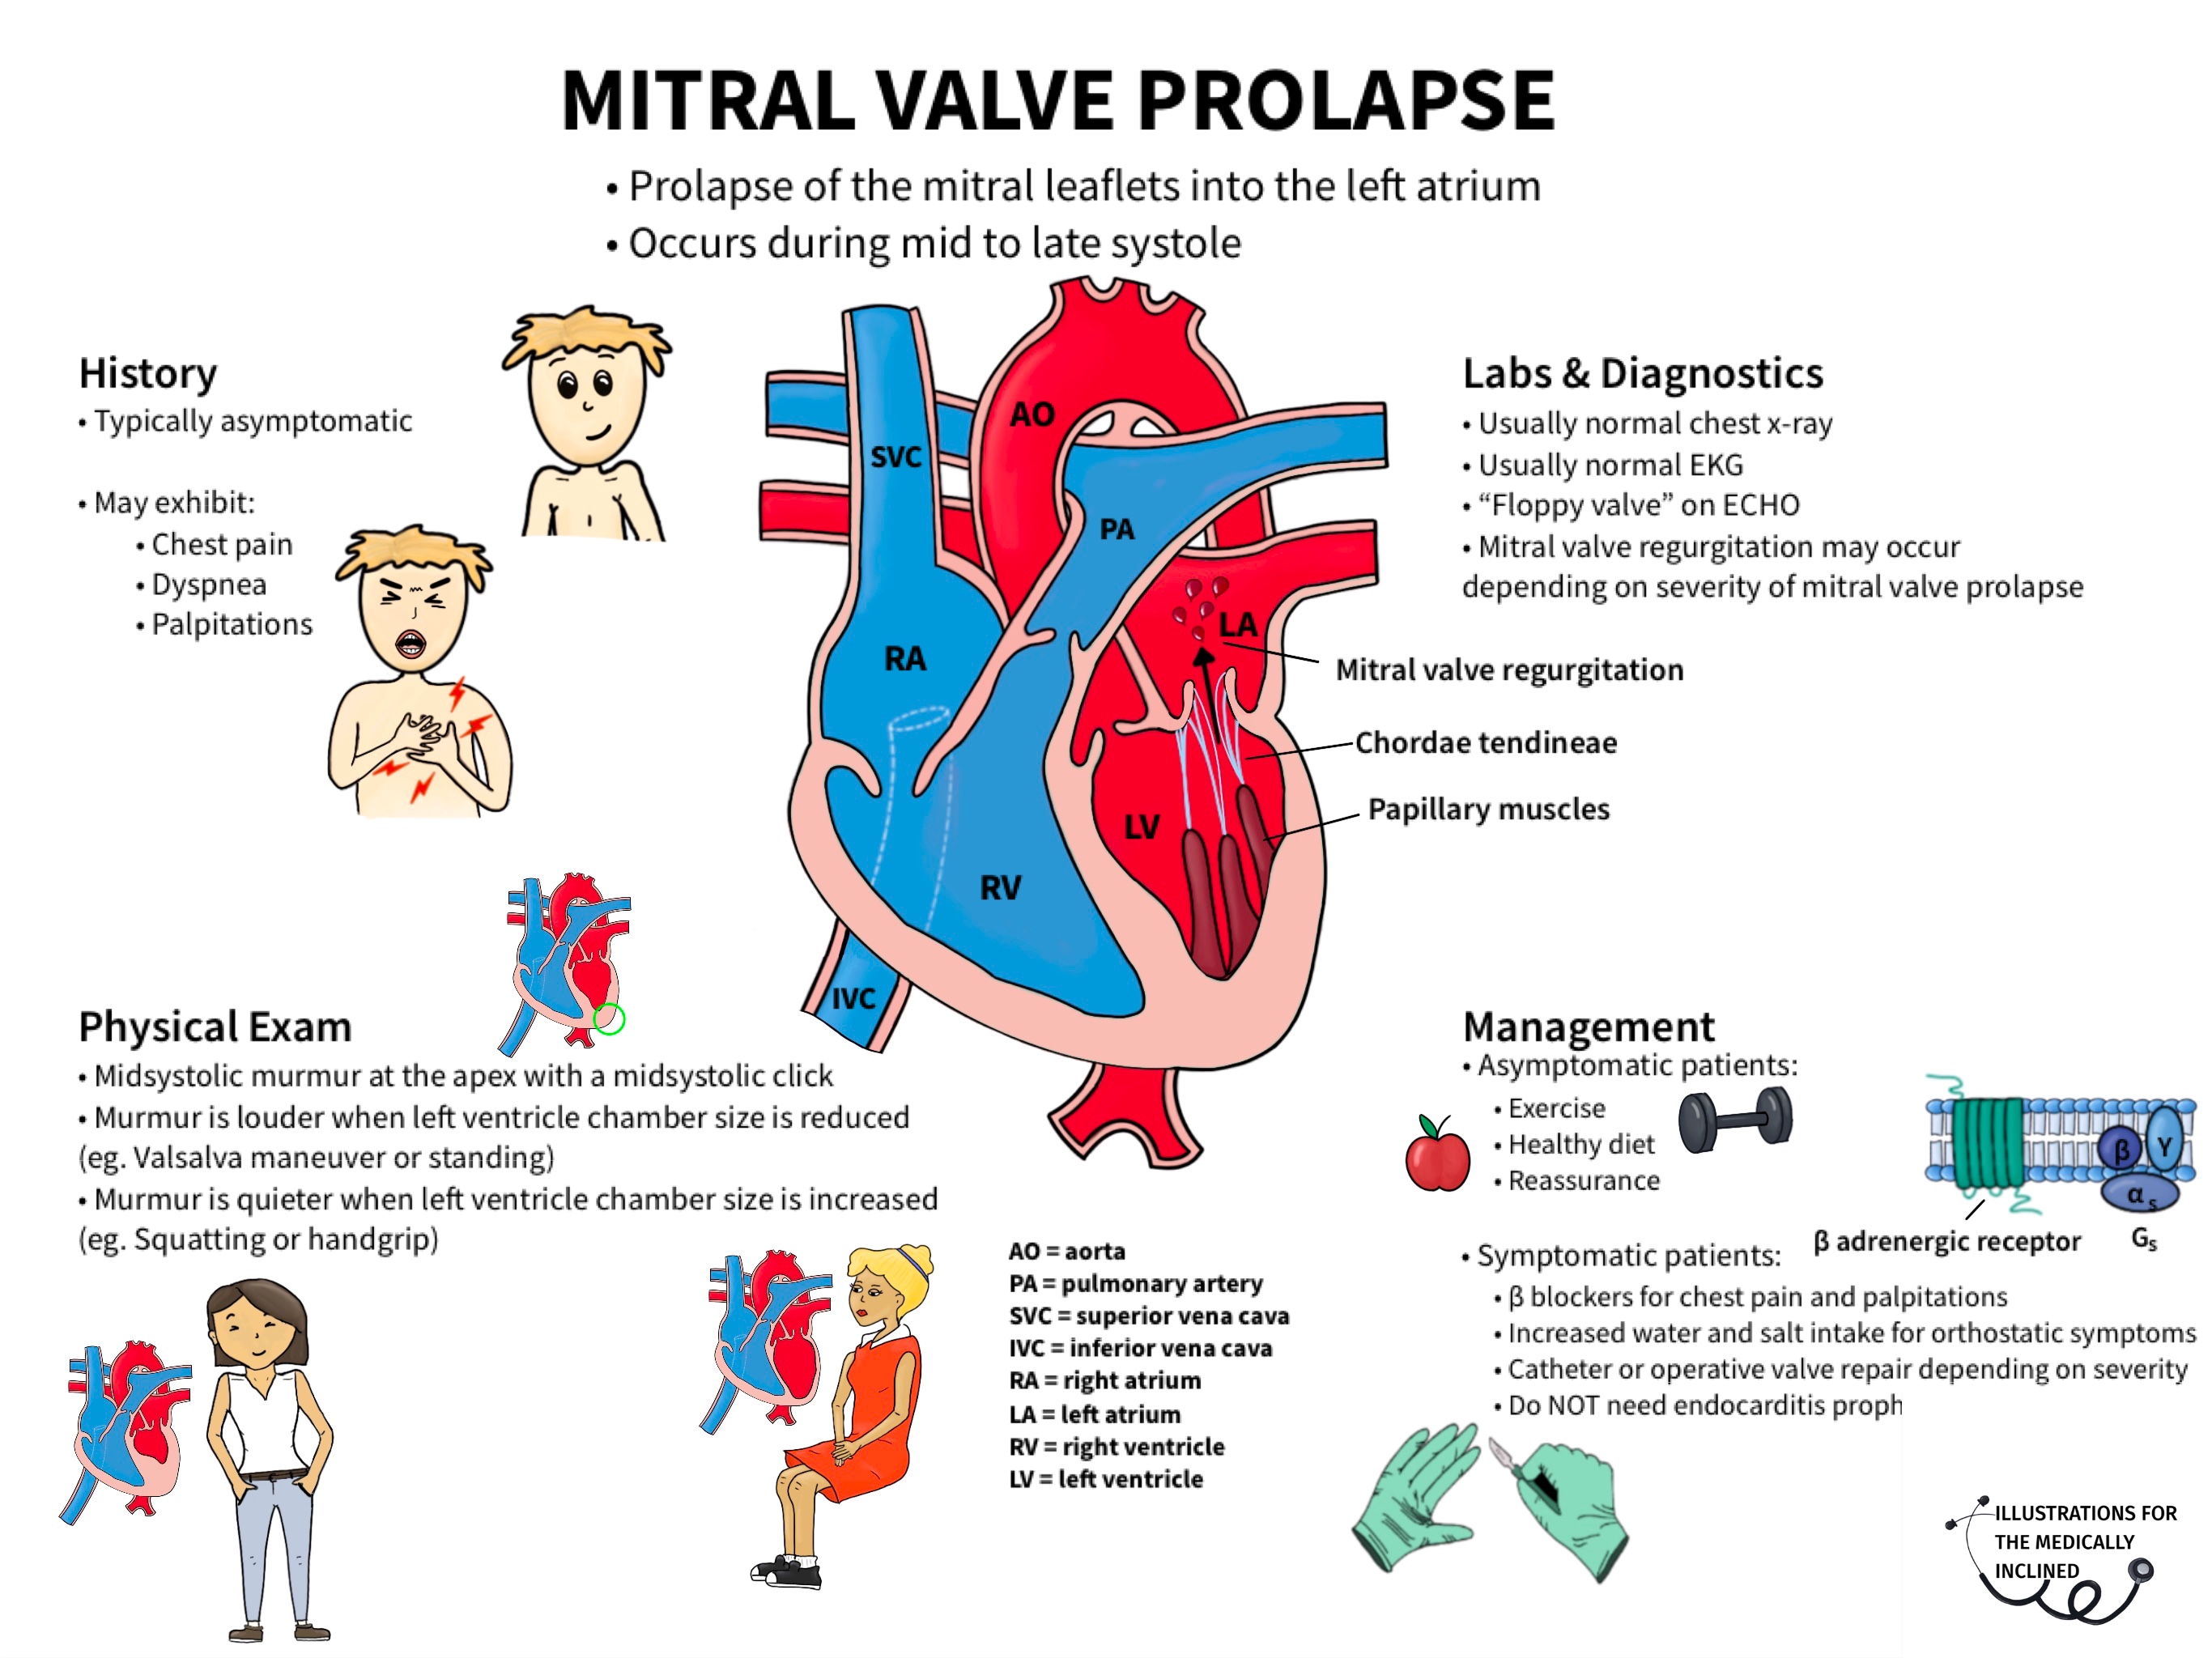 MITRAL VALVE PROLAPSE
• Prolapse of the mitral leaflets into the left atrium
• Occurs during mid to late systole
History
• Typically asymptomatic
• May exhibit:
• Chest pain
• Dyspnea
• Palpitations
AO
SVC
PA
LA
RA
LV
RV
IVC
Labs & Diagnostics
• Usually normal chest x-ray
• Usually normal EKG
• “Floppy valve” on ECHO
• Mitral valve regurgitation may occur
depending on severity of mitral valve prolapse
Mitral valve regurgitation
Chordae tendineae
Papillary muscles
Physical Exam
• Midsystolic murmur at the apex with a midsystolic click
• Murmur is louder when left ventricle chamber size is reduced
(eg. Valsalva maneuver or standing)
• Murmur is quieter when left ventricle chamber size is increased
(eg. Squatting or handgrip)
AO = aorta
PA = pulmonary artery
SVC = superior vena cava
IVC = inferior vena cava
RA = right atrium
LA = left atrium
RV = right ventricle
LV = left ventricle
Management
• Asymptomatic patients:
• Exercise
• Healthy diet
• Reassurance
β γ
αs
β adrenergic receptor Gs
• Symptomatic patients:
• β blockers for chest pain and palpitations
• Increased water and salt intake for orthostatic symptoms
• Catheter or operative valve repair depending on severity
• Do NOT need endocarditis proph
ILLUSTRATIONS FOR
THE MEDICALLY
INCLINED